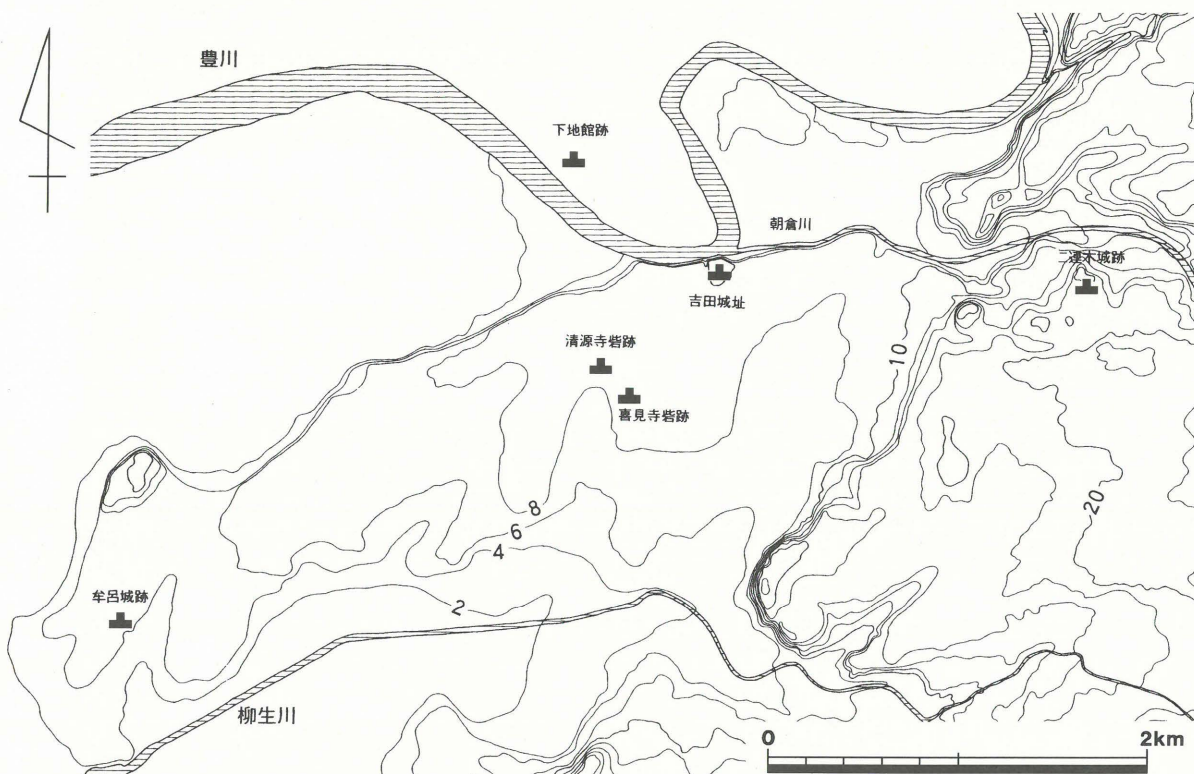 豊川
下地館跡
朝倉川
二連木城跡
吉田城址
10
清源寺砦跡
喜見寺砦跡
8
6
4
20
2
牟呂城跡
柳生川
0
2km